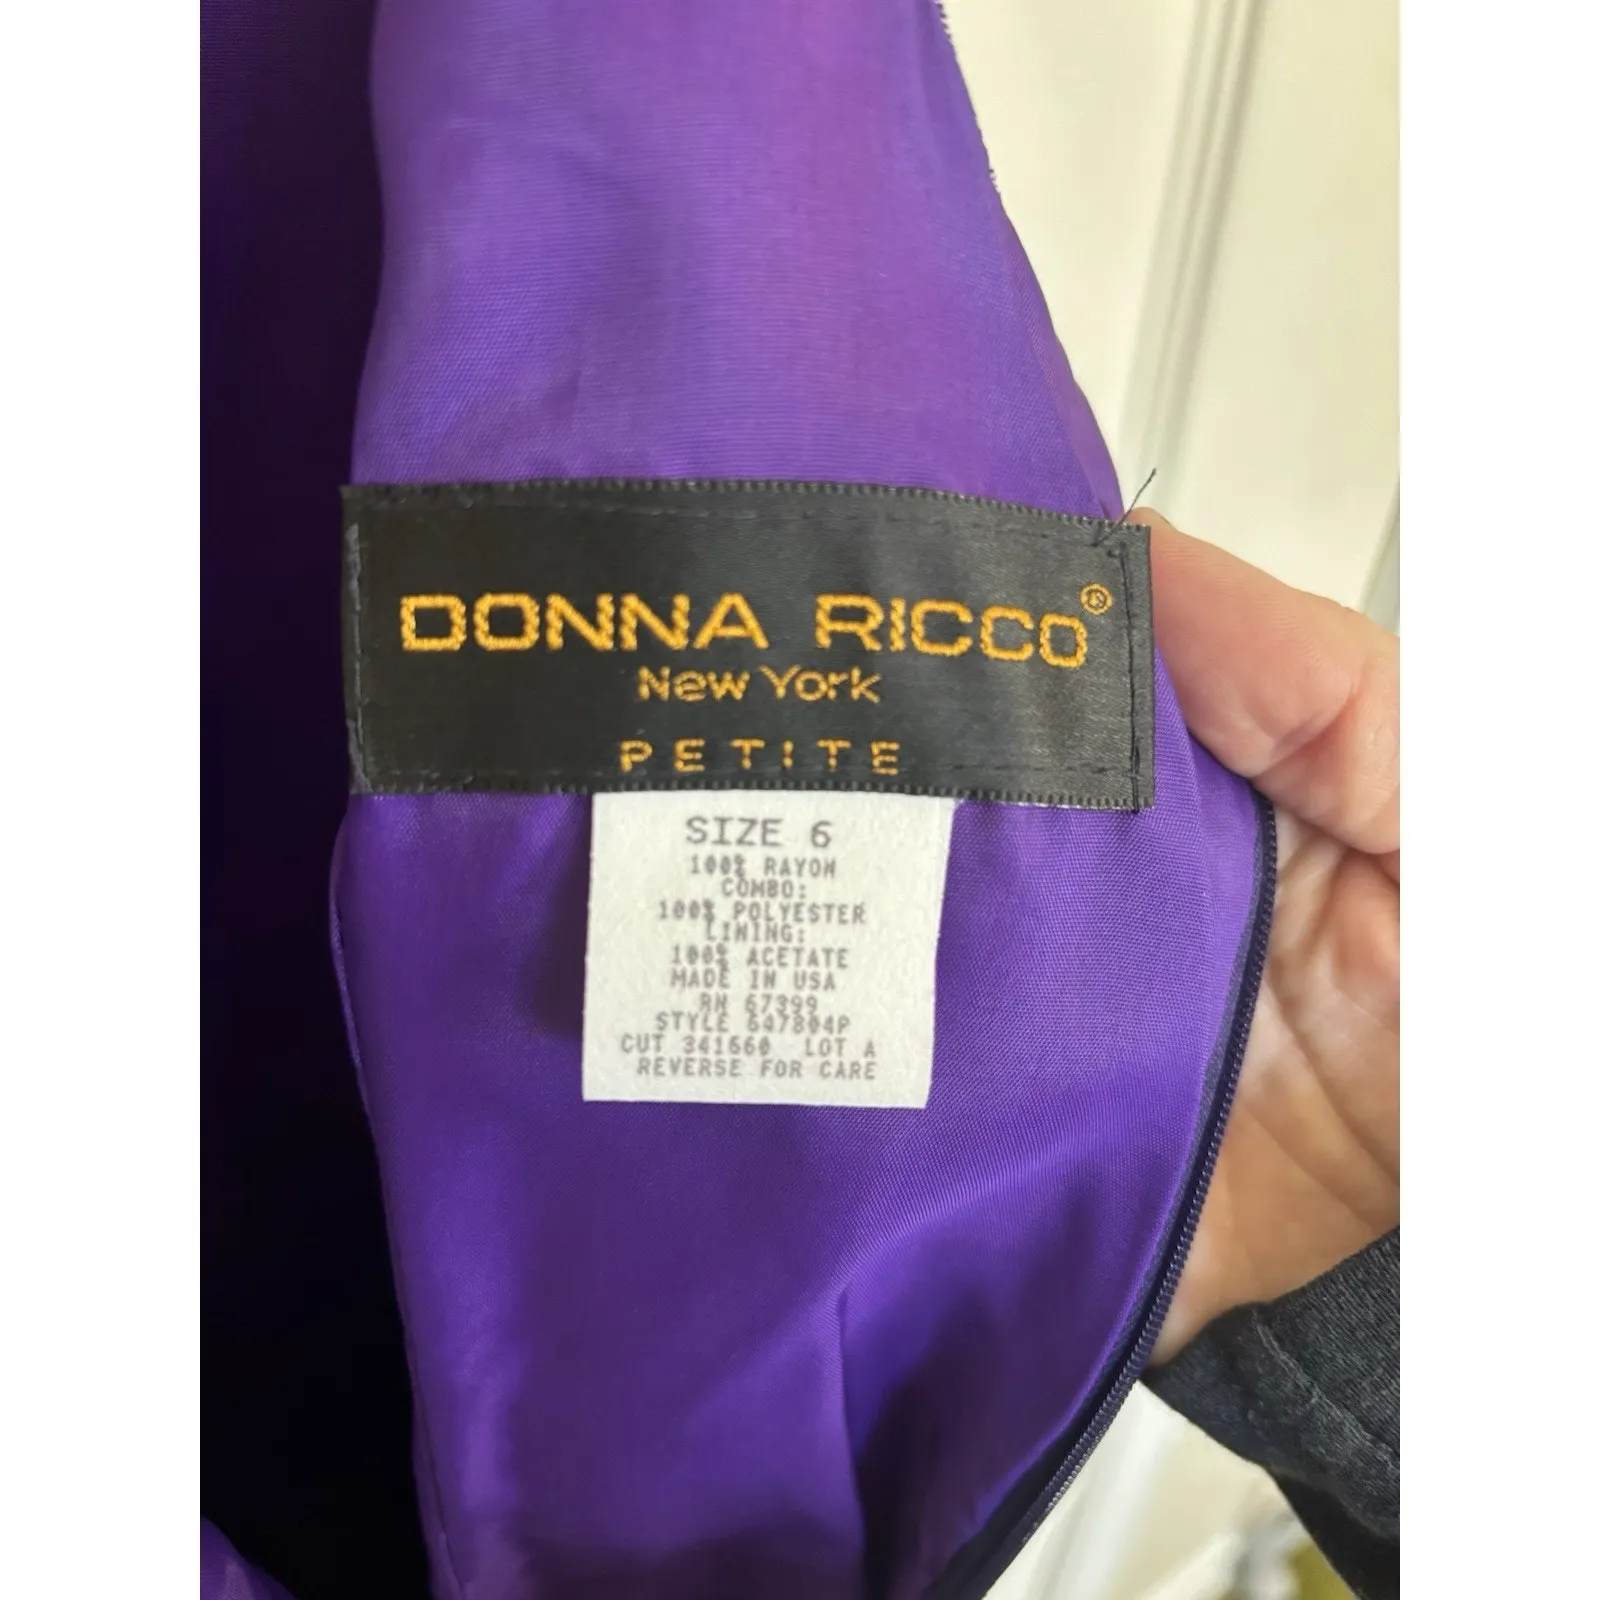 DONNA RICCO®
New York
PETITE
SIZE 6
100% RAYON
COMBO:
100% POLYESTER
LINING:
100% ACETATE
MADE IN USA
RN 67399
STYLE 647804P
CUT 341660 LOT A
REVERSE FOR CARE